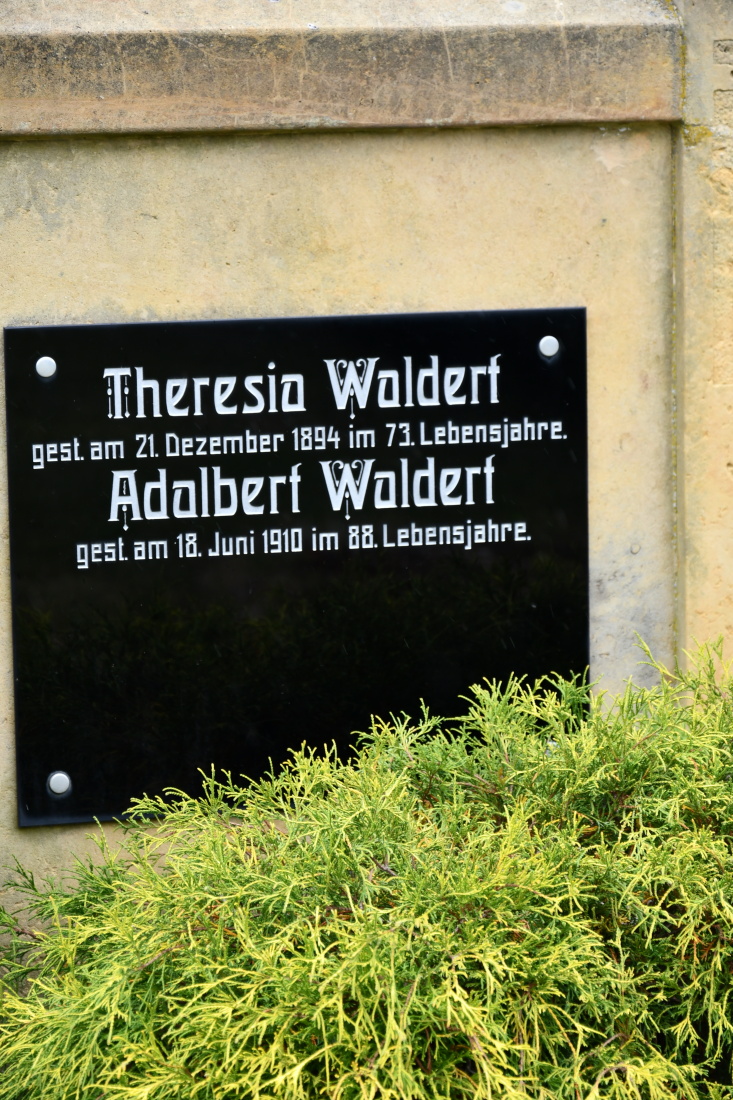 Theresia Waldert
gest. am 21. Dezember 1894 im 73. Lebensjahre.
Adalbert Waldert
gest. am 18. Juni 1910 im 88. Lebensjahre.